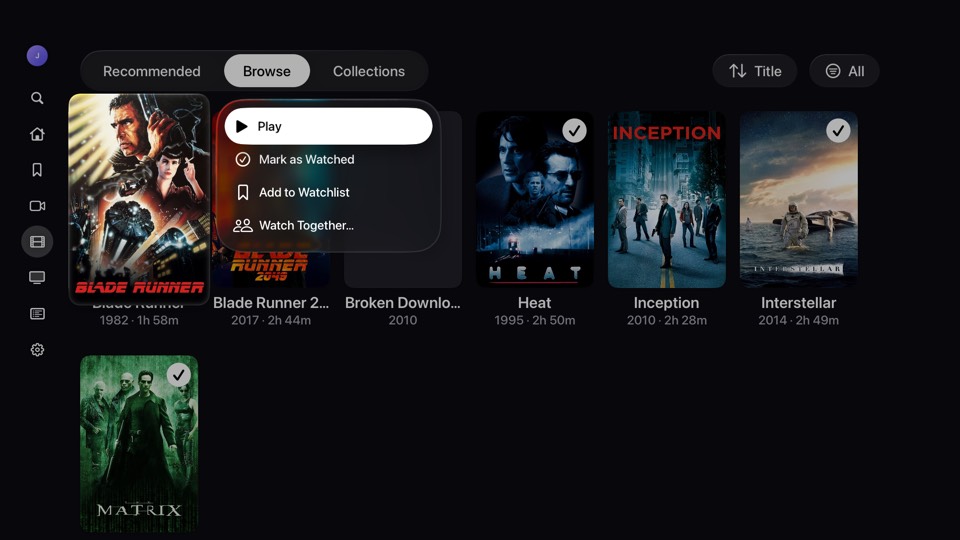 J
Recommended
Browse
Collections
Title
All
Play
Mark as Watched
Add to Watchlist
Watch Together...
BLADE RUNNER
BLADE
RUNNER
2049
HEAT
INCEPTION
INTERSTELLAR
Blade Runner
1982 · 1h 58m
Blade Runner 2...
2017 · 2h 44m
Broken Downlo...
2010
Heat
1995 · 2h 50m
Inception
2010 · 2h 28m
Interstellar
2014 · 2h 49m
MATRIX